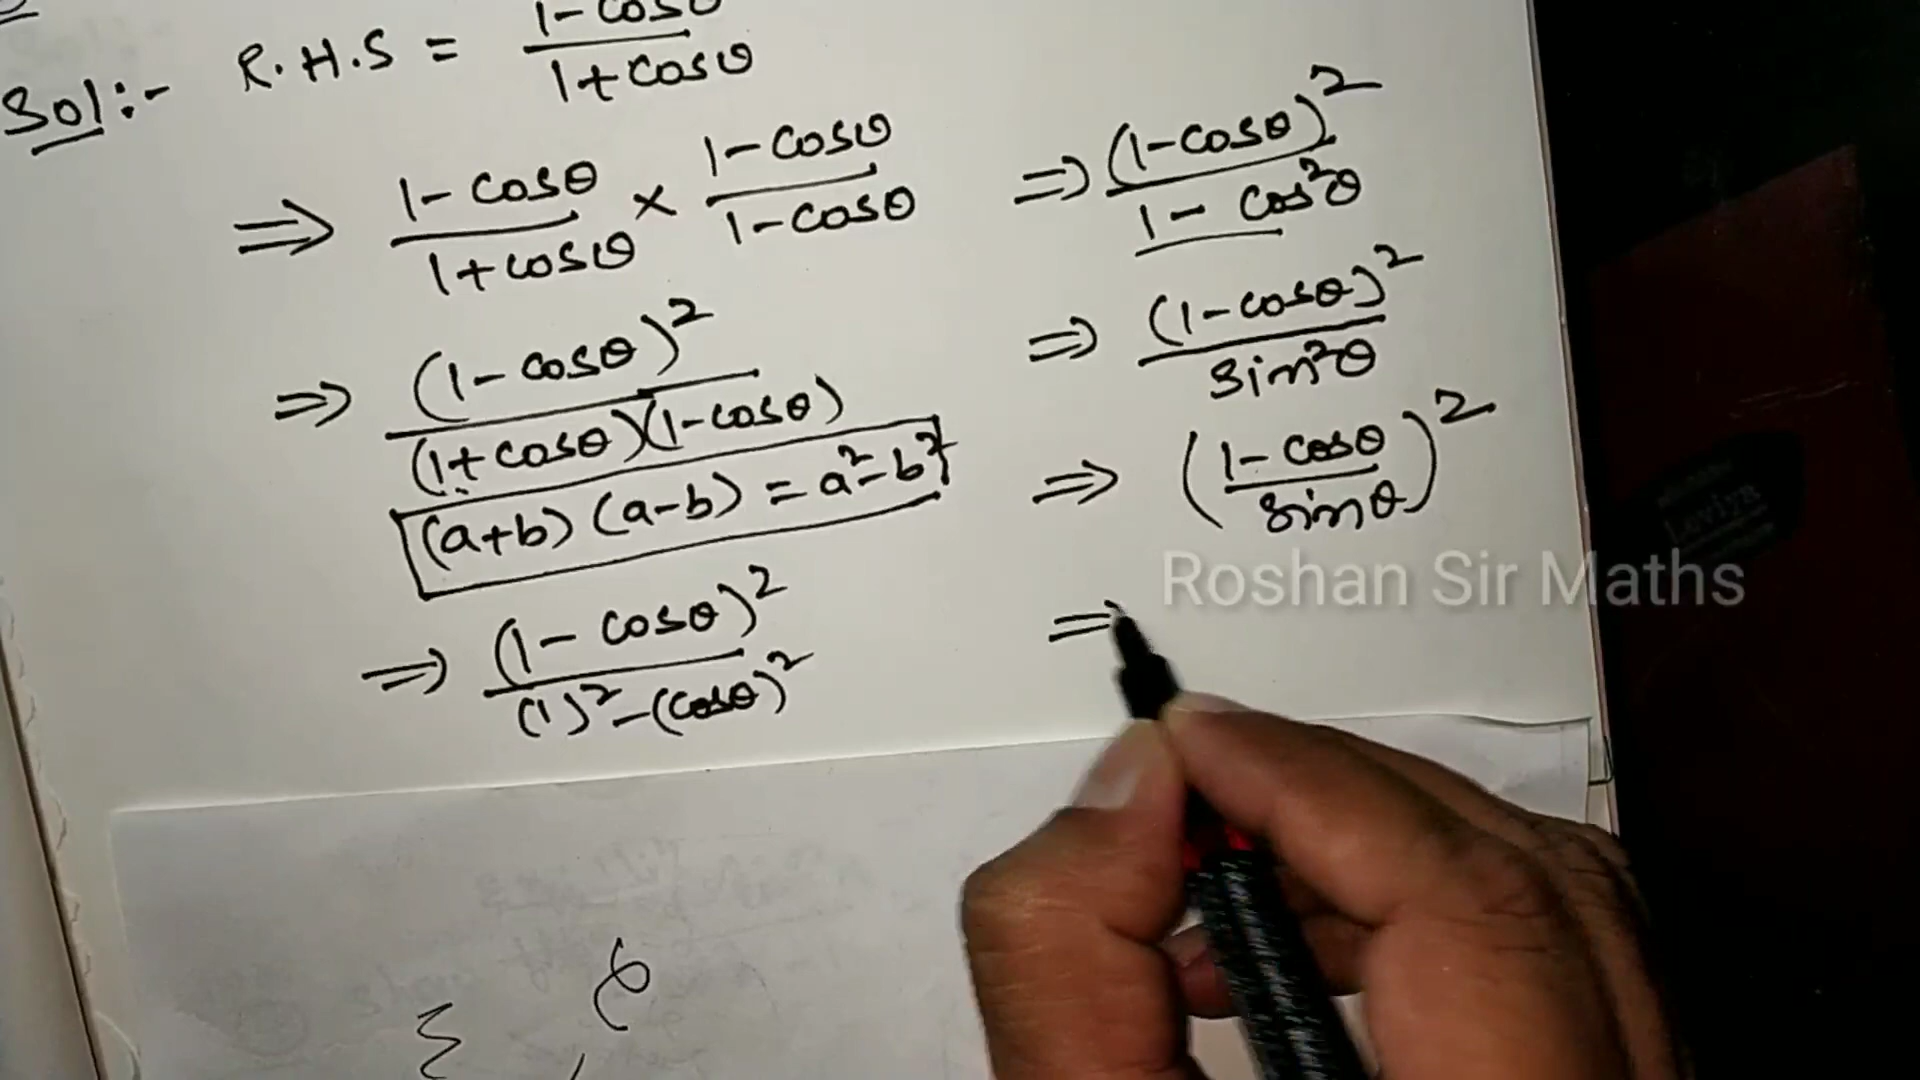 Sol:- R.H.S = 1-cosθ / 1+cosθ
⇒ 1-cosθ / 1+cosθ × 1-cosθ / 1-cosθ
⇒ (1-cosθ)² / (1+cosθ)(1-cosθ)
(a+b)(a-b) = a²-b²
⇒ (1-cosθ)² / (1)²-(cosθ)²
⇒ (1-cosθ)² / 1-cos²θ
⇒ (1-cosθ)² / sin²θ
⇒ (1-cosθ / sinθ)²
⇒
Roshan Sir Maths